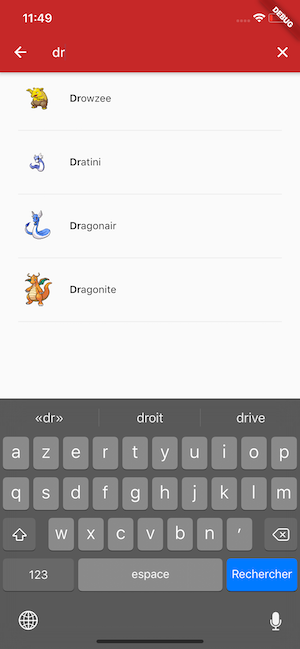 11:49
DEBUG
dr
Drowzee
Dratini
Dragonair
Dragonite
«dr» droit drive
a z e r t y u i o p
q s d f g h j k l m
w x c v b n ’
123 espace Rechercher